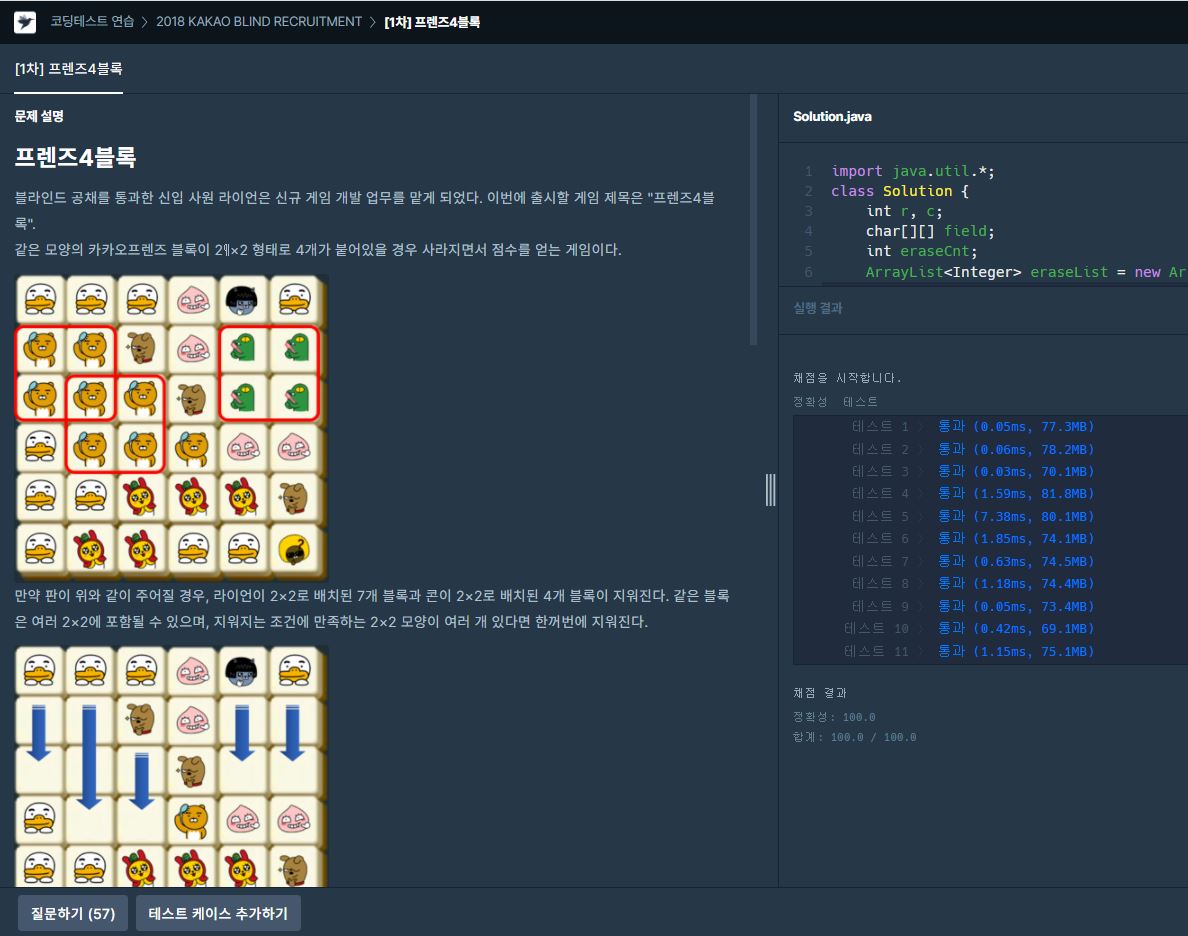 코딩테스트 연습 > 2018 KAKAO BLIND RECRUITMENT > [1차] 프렌즈4블록
[1차] 프렌즈4블록
문제 설명
프렌즈4블록
블라인드 공채를 통과한 신입 사원 라이언은 신규 게임 개발 업무를 맡게 되었다. 이번에 출시할 게임 제목은 "프렌즈4블
록".
같은 모양의 카카오프렌즈 블록이 2¶×2 형태로 4개가 붙어있을 경우 사라지면서 점수를 얻는 게임이다.
만약 판이 위와 같이 주어질 경우, 라이언이 2×2로 배치된 7개 블록과 콘이 2×2로 배치된 4개 블록이 지워진다. 같은 블록
은 여러 2×2에 포함될 수 있으며, 지워지는 조건에 만족하는 2×2 모양이 여러 개 있다면 한꺼번에 지워진다.
질문하기 (57)
테스트 케이스 추가하기
Solution.java
1 import java.util.*;
2 class Solution {
3 int r, c;
4 char[][] field;
5 int eraseCnt;
6 ArrayList<Integer> eraseList = new Ar
실행 결과
채점을 시작합니다.
정확성 테스트
테스트 1 > 통과 (0.05ms, 77.3MB)
테스트 2 > 통과 (0.06ms, 78.2MB)
테스트 3 > 통과 (0.03ms, 70.1MB)
테스트 4 > 통과 (1.59ms, 81.8MB)
테스트 5 > 통과 (7.38ms, 80.1MB)
테스트 6 > 통과 (1.85ms, 74.1MB)
테스트 7 > 통과 (0.63ms, 74.5MB)
테스트 8 > 통과 (1.18ms, 74.4MB)
테스트 9 > 통과 (0.05ms, 73.4MB)
테스트 10 > 통과 (0.42ms, 69.1MB)
테스트 11 > 통과 (1.15ms, 75.1MB)
채점 결과
정확성: 100.0
합계: 100.0 / 100.0